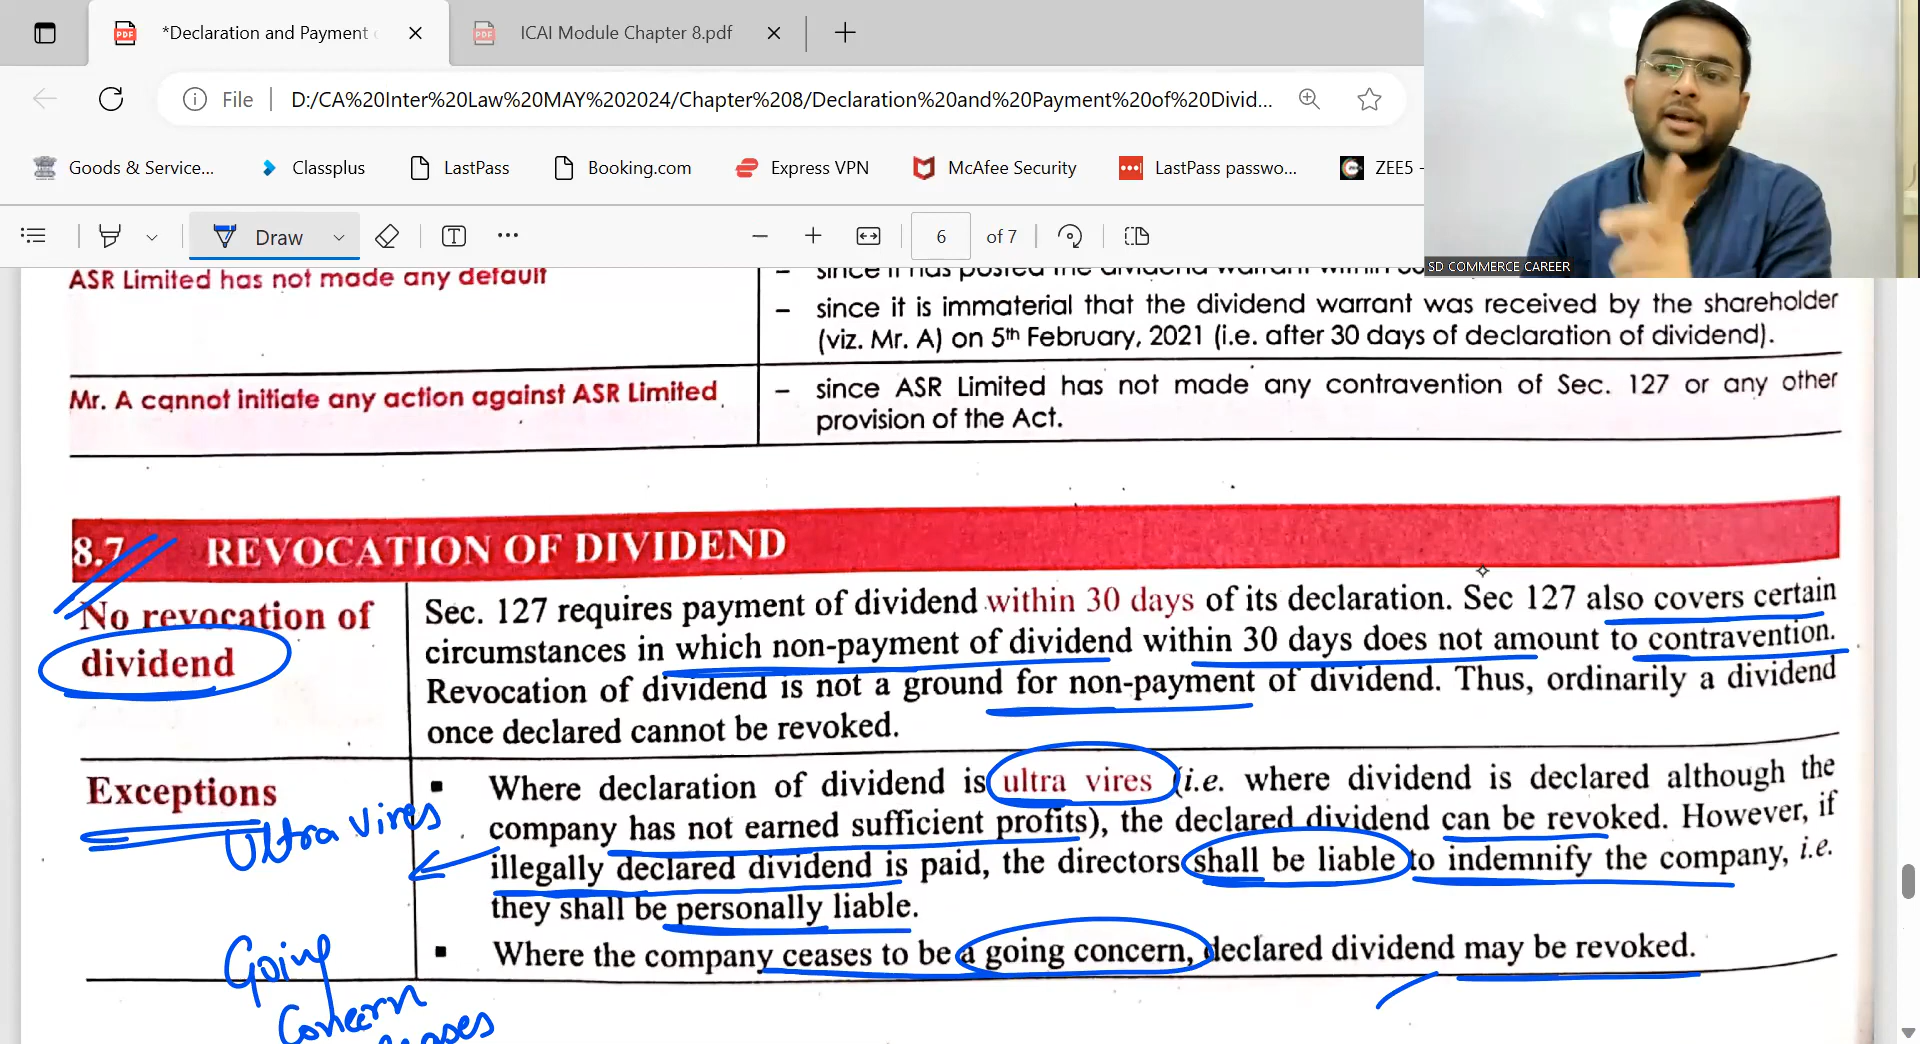 *Declaration and Payment
ICAI Module Chapter 8.pdf
File
D:/CA%20Inter%20Law%20MAY%202024/Chapter%208/Declaration%20and%20Payment%20of%20Divid...
Goods & Service...
Classplus
LastPass
Booking.com
Express VPN
McAfee Security
LastPass passwo...
ZEE5 -
Draw
6
of 7
SD COMMERCE CAREER
ASR Limited has not made any default
– since it has posted the dividend warrant within
– since it is immaterial that the dividend warrant was received by the shareholder
(viz. Mr. A) on 5th February, 2021 (i.e. after 30 days of declaration of dividend).
Mr. A cannot initiate any action against ASR Limited
– since ASR Limited has not made any contravention of Sec. 127 or any other
provision of the Act.
8.7 REVOCATION OF DIVIDEND
No revocation of
dividend
Sec. 127 requires payment of dividend within 30 days of its declaration. Sec 127 also covers certain
circumstances in which non-payment of dividend within 30 days does not amount to contravention.
Revocation of dividend is not a ground for non-payment of dividend. Thus, ordinarily a dividend
once declared cannot be revoked.
Exceptions
Ultra vires
▪ Where declaration of dividend is ultra vires (i.e. where dividend is declared although the
company has not earned sufficient profits), the declared dividend can be revoked. However, if
illegally declared dividend is paid, the directors shall be liable to indemnify the company, i.e.
they shall be personally liable.
▪ Where the company ceases to be a going concern, declared dividend may be revoked.
Going
Concern